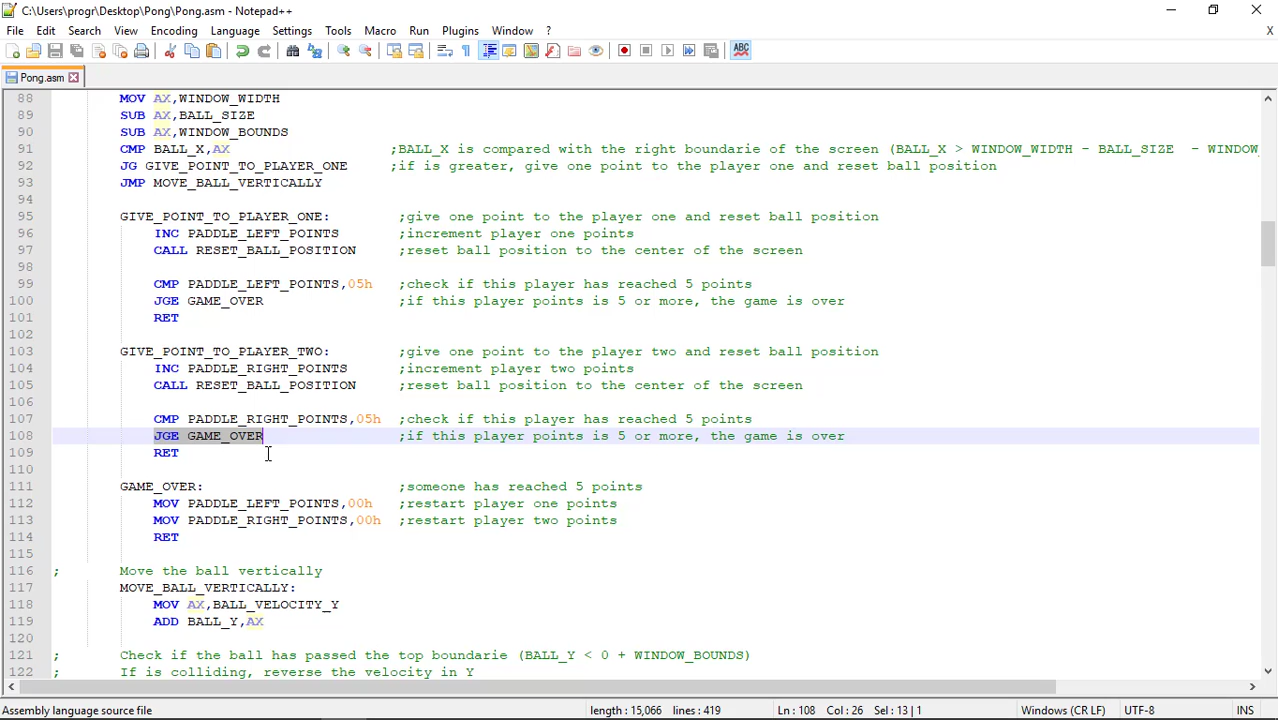 C:\Users\progr\Desktop\Pong\Pong.asm - Notepad++
File Edit Search View Encoding Language Settings Tools Macro Run Plugins Window ? X
ABC
Pong.asm
88 MOV AX,WINDOW_WIDTH
89 SUB AX,BALL_SIZE
90 SUB AX,WINDOW_BOUNDS
91 CMP BALL_X,AX ;BALL_X is compared with the right boundarie of the screen (BALL_X > WINDOW_WIDTH - BALL_SIZE  - WINDOW_
92 JG GIVE_POINT_TO_PLAYER_ONE ;if is greater, give one point to the player one and reset ball position
93 JMP MOVE_BALL_VERTICALLY
94
95 GIVE_POINT_TO_PLAYER_ONE: ;give one point to the player one and reset ball position
96 INC PADDLE_LEFT_POINTS ;increment player one points
97 CALL RESET_BALL_POSITION ;reset ball position to the center of the screen
98
99 CMP PADDLE_LEFT_POINTS,05h ;check if this player has reached 5 points
100 JGE GAME_OVER ;if this player points is 5 or more, the game is over
101 RET
102
103 GIVE_POINT_TO_PLAYER_TWO: ;give one point to the player two and reset ball position
104 INC PADDLE_RIGHT_POINTS ;increment player two points
105 CALL RESET_BALL_POSITION ;reset ball position to the center of the screen
106
107 CMP PADDLE_RIGHT_POINTS,05h ;check if this player has reached 5 points
108 JGE GAME_OVER ;if this player points is 5 or more, the game is over
109 RET
110
111 GAME_OVER: ;someone has reached 5 points
112 MOV PADDLE_LEFT_POINTS,00h ;restart player one points
113 MOV PADDLE_RIGHT_POINTS,00h ;restart player two points
114 RET
115
116 ; Move the ball vertically
117 MOVE_BALL_VERTICALLY:
118 MOV AX,BALL_VELOCITY_Y
119 ADD BALL_Y,AX
120
121 ; Check if the ball has passed the top boundarie (BALL_Y < 0 + WINDOW_BOUNDS)
122 ; If is colliding, reverse the velocity in Y
Assembly language source file length : 15,066 lines : 419 Ln : 108 Col : 26 Sel : 13 | 1 Windows (CR LF) UTF-8 INS